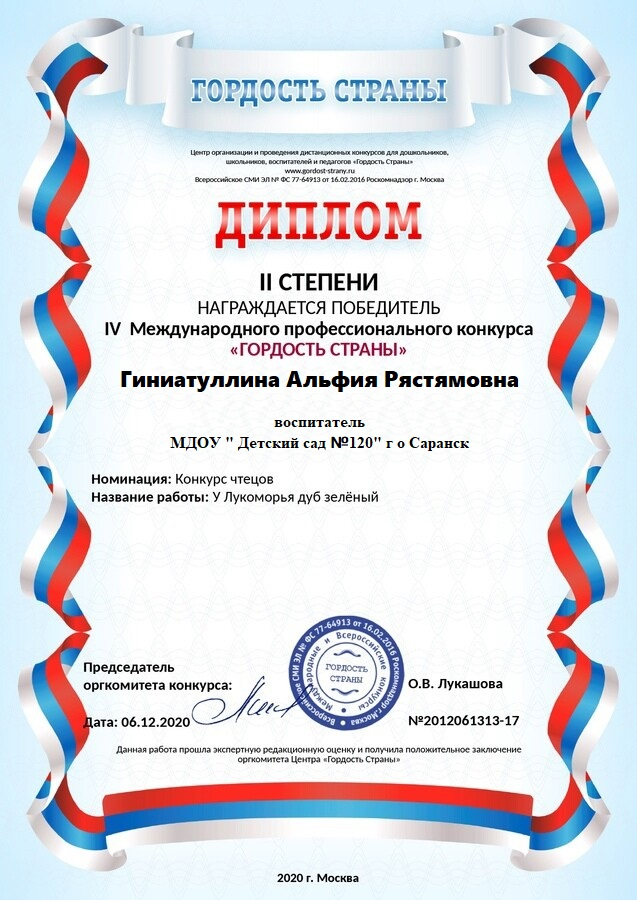 ГОРДОСТЬ СТРАНЫ
Центр организации и проведения дистанционных конкурсов для дошкольников,
школьников, воспитателей и педагогов «Гордость Страны»
www.gordost-strany.ru
Всероссийское СМИ ЭЛ № ФС 77-64913 от 16.02.2016 Роскомнадзор г. Москва
ДИПЛОМ
II СТЕПЕНИ
НАГРАЖДАЕТСЯ ПОБЕДИТЕЛЬ
IV Международного профессионального конкурса
«ГОРДОСТЬ СТРАНЫ»
Гиниатуллина Альфия Рястямовна
воспитатель
МДОУ " Детский сад №120" г о Саранск
Номинация: Конкурс чтецов
Название работы: У Лукоморья дуб зелёный
Председатель
оргкомитета конкурса:
О.В. Лукашова
Всероссийское СМИ ЭЛ № ФС 77-64913 от 16.02.2016 Роскомнадзор г.Москва
Международные и Всероссийские конкурсы
ГОРДОСТЬ
СТРАНЫ
Дата: 06.12.2020
№2012061313-17
Данная работа прошла экспертную редакционную оценку и получила положительное заключение
оргкомитета Центра «Гордость Страны»
2020 г. Москва